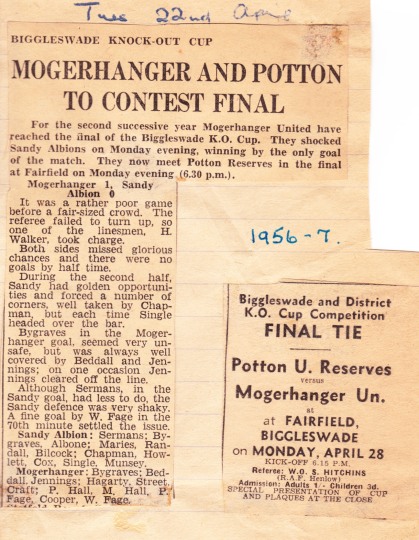 Tues 22nd April
BIGGLESWADE KNOCK-OUT CUP
MOGERHANGER AND POTTON
TO CONTEST FINAL
For the second successive year Mogerhanger United have
reached the final of the Biggleswade K.O. Cup. They shocked
Sandy Albions on Monday evening, winning by the only goal
of the match. They now meet Potton Reserves in the final
at Fairfield on Monday evening (6.30 p.m.).
Mogerhanger 1, Sandy
Albion 0
It was a rather poor game
before a fair-sized crowd. The
referee failed to turn up, so
one of the linesmen, H.
Walker, took charge.
Both sides missed glorious
chances and there were no
goals by half time.
During the second half,
Sandy had golden opportuni-
ties and forced a number of
corners, well taken by Chap-
man, but each time Single
headed over the bar.
Bygraves in the Moger-
hanger goal, seemed very un-
safe, but was always well
covered by Beddall and Jen-
nings; on one occasion Jen-
nings cleared off the line.
Although Sermans, in the
Sandy goal, had less to do, the
Sandy defence was very shaky.
A fine goal by W. Fage in the
70th minute settled the issue.
Sandy Albion: Sermans; By-
graves, Albone; Maries, Ran-
dall, Bilcock; Chapman, How-
lett, Cox, Single, Munsey.
Mogerhanger: Bygraves; Bed-
dall, Jennings; Hagarty, Street,
Craft; P. Hall, M. Hall, P.
Fage, Cooper, W. Fage.
1956-7.
Biggleswade and District
K.O. Cup Competition
FINAL TIE
Potton U. Reserves
versus
Mogerhanger Un.
at
at FAIRFIELD,
BIGGLESWADE
on MONDAY, APRIL 28
KICK-OFF 6.15 P.M.
Referee: W.O. S. HITCHINS
(R.A.F. Henlow)
Admission: Adults 1/- Children 3d.
SPECIAL PRESENTATION OF CUP
AND PLAQUES AT THE CLOSE